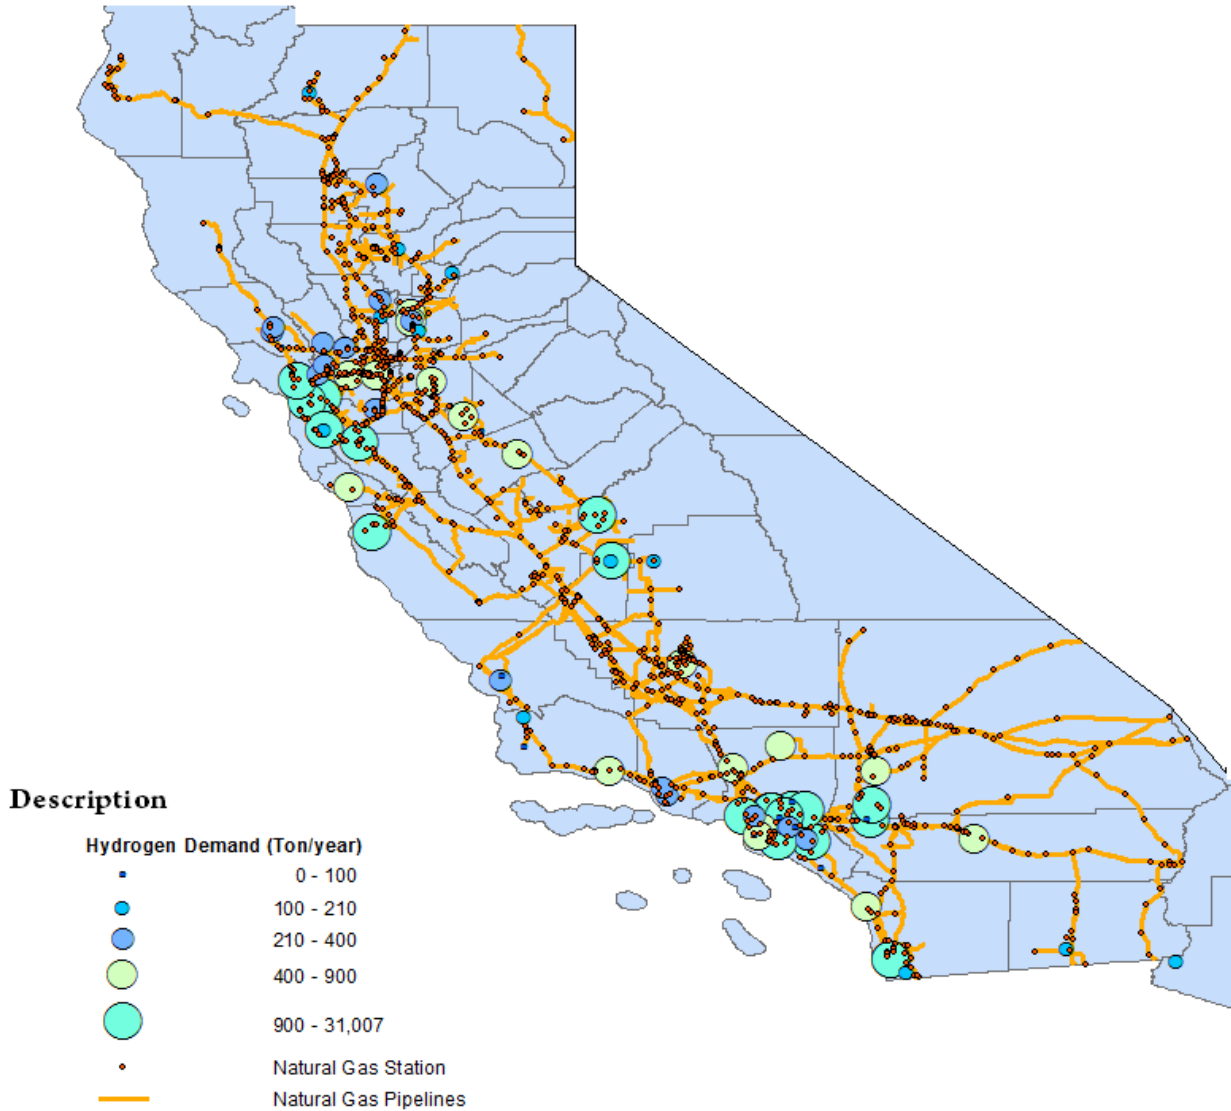 Description
Hydrogen Demand (Ton/year)
0 - 100
100 - 210
210 - 400
400 - 900
900 - 31,007
Natural Gas Station
Natural Gas Pipelines